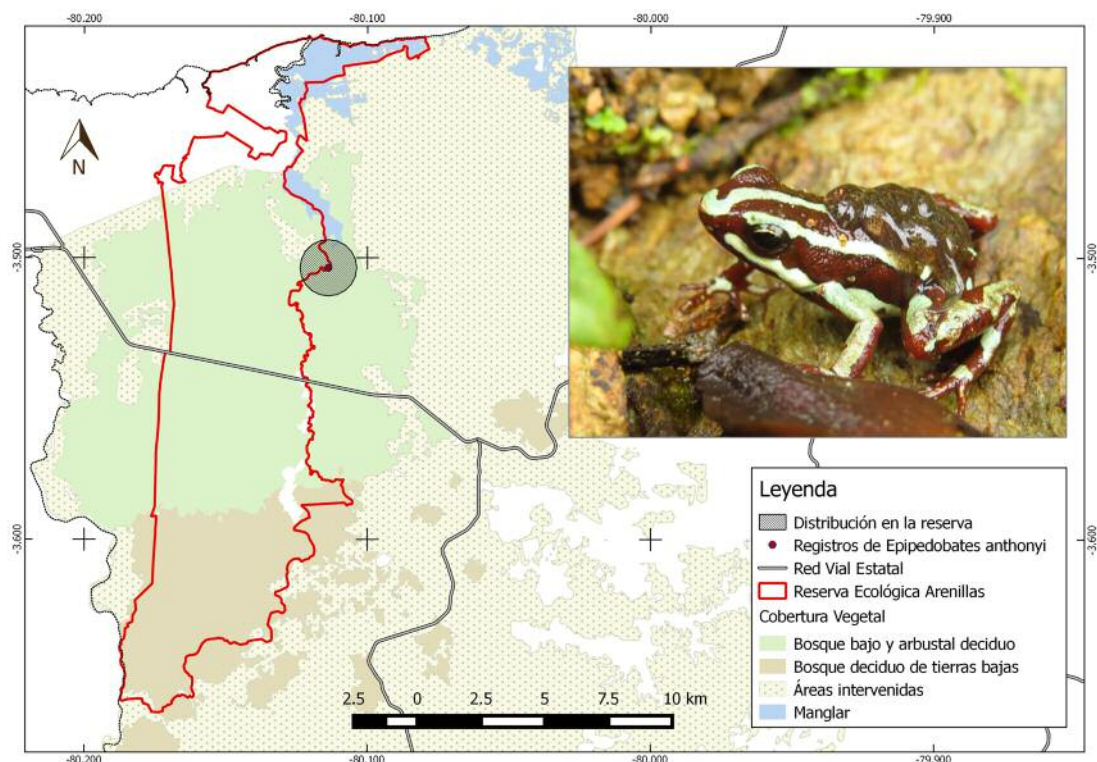 -80.200
-80.100
-80.000
-79.900
N
-3.500
-3.500
-3.600
-3.600
Leyenda
Distribución en la reserva
Registros de Epipedobates anthonyi
Red Vial Estatal
Reserva Ecológica Arenillas
Cobertura Vegetal
Bosque bajo y arbustal deciduo
Bosque deciduo de tierras bajas
Áreas intervenidas
Manglar
2.5 0 2.5 5 7.5 10 km
-80.200
-80.100
-80.000
-79.900